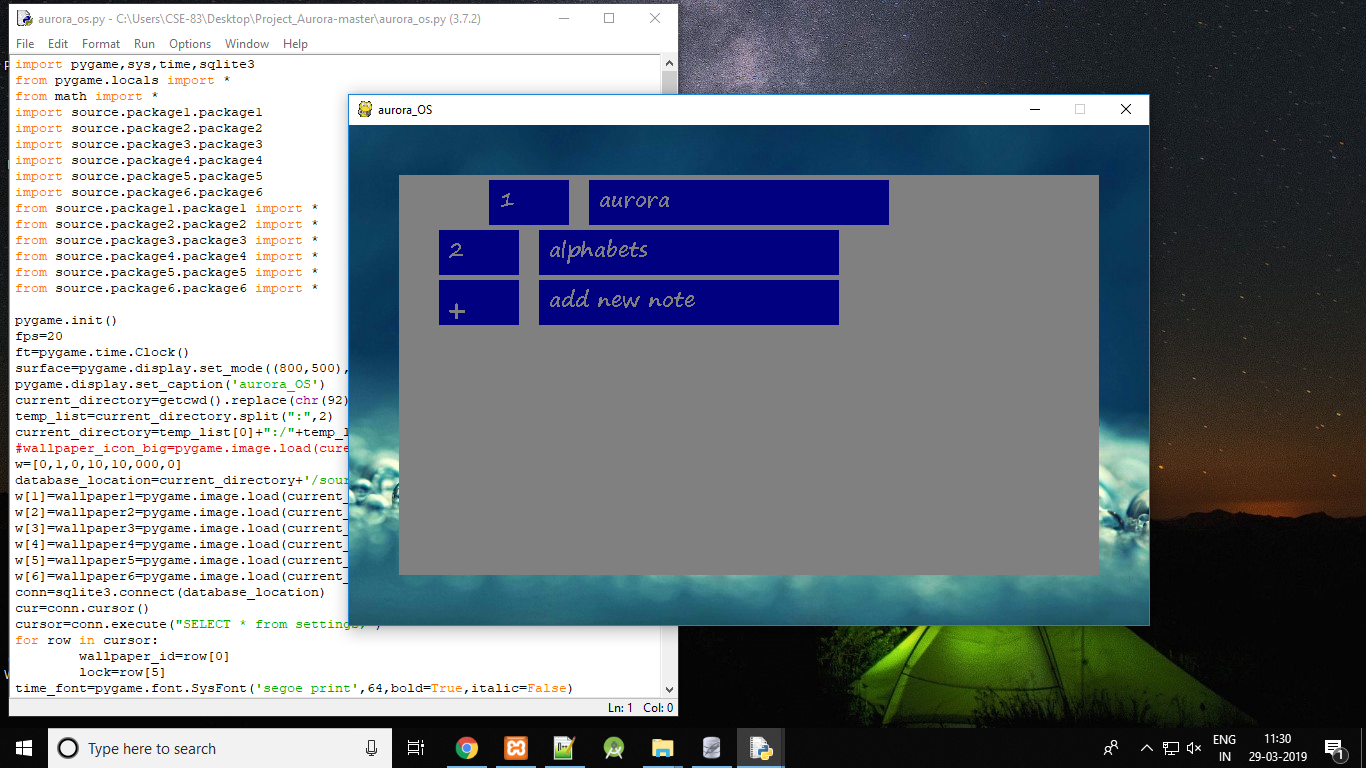 aurora_os.py - C:\Users\CSE-83\Desktop\Project_Aurora-master\aurora_os.py (3.7.2)
File Edit Format Run Options Window Help
import pygame,sys,time,sqlite3
from pygame.locals import *
from math import *
import source.package1.package1
import source.package2.package2
import source.package3.package3
import source.package4.package4
import source.package5.package5
import source.package6.package6
from source.package1.package1 import *
from source.package2.package2 import *
from source.package3.package3 import *
from source.package4.package4 import *
from source.package5.package5 import *
from source.package6.package6 import *
pygame.init()
fps=20
ft=pygame.time.Clock()
surface=pygame.display.set_mode((800,500),
pygame.display.set_caption('aurora_OS')
current_directory=getcwd().replace(chr(92)
temp_list=current_directory.split(":",2)
current_directory=temp_list[0]+":/"+temp_l
#wallpaper_icon_big=pygame.image.load(cure
w=[0,1,0,10,10,000,0]
database_location=current_directory+'/sour
w[1]=wallpaper1=pygame.image.load(current_
w[2]=wallpaper2=pygame.image.load(current_
w[3]=wallpaper3=pygame.image.load(current_
w[4]=wallpaper4=pygame.image.load(current_
w[5]=wallpaper5=pygame.image.load(current_
w[6]=wallpaper6=pygame.image.load(current_
conn=sqlite3.connect(database_location)
cur=conn.cursor()
cursor=conn.execute("SELECT * from settings;")
for row in cursor:
wallpaper_id=row[0]
lock=row[5]
time_font=pygame.font.SysFont('segoe print',64,bold=True,italic=False)
Ln: 1 Col: 0
aurora_OS
1 aurora
2 alphabets
+ add new note
Type here to search
ENG
IN
11:30
29-03-2019
1